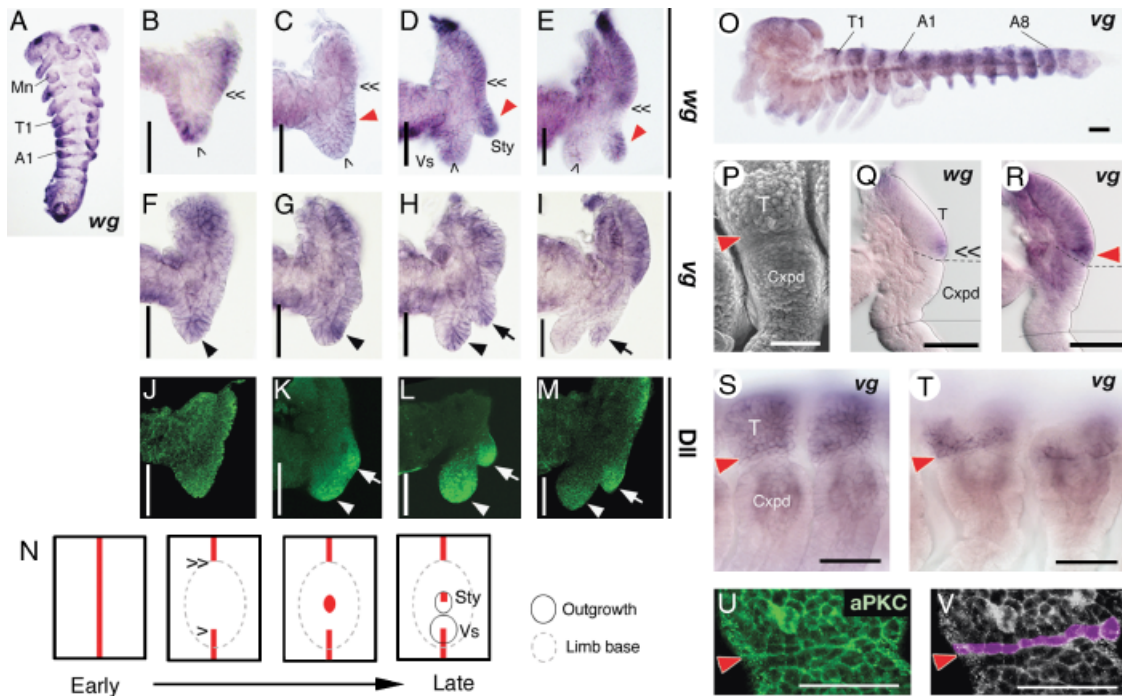 A
Mn
T1
A1
wg
B
<<
^
C
<<
^
D
<<
Vs
^
Sty
E
<<
^
wg
F
G
H
I
vg
J
K
L
M
Dll
N
>>
>
Sty
Vs
Outgrowth
Limb base
Early
Late
O
T1
A1
A8
vg
P
T
Cxpd
Q
wg
T
<<
Cxpd
R
vg
S
vg
T
Cxpd
T
vg
U
aPKC
V